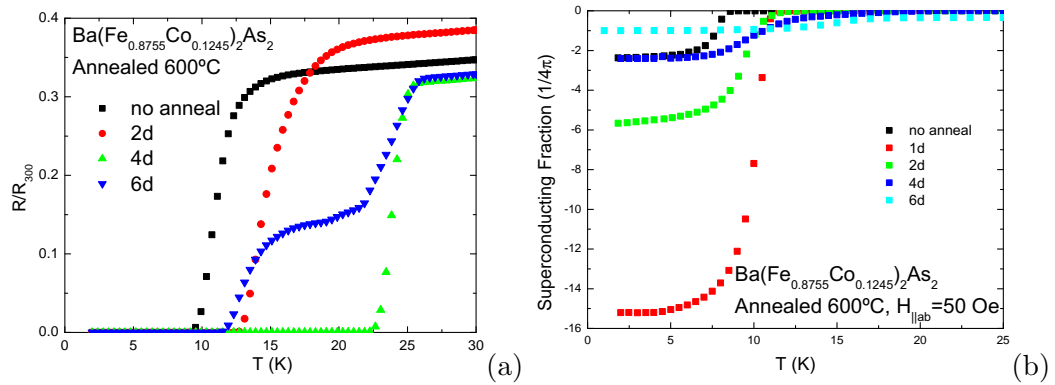 Ba(Fe0.8755Co0.1245)2As2
Annealed 600ºC
no anneal
2d
4d
6d
R/R300
0.4
0.3
0.2
0.1
0.0
0 5 10 15 20 25 30
T (K)
(a)
Superconducting Fraction (1/4π)
0
-2
-4
-6
-8
-10
-12
-14
-16
no anneal
1d
2d
4d
6d
Ba(Fe0.8755Co0.1245)2As2
Annealed 600°C, H||ab=50 Oe
0 5 10 15 20 25
T (K)
(b)